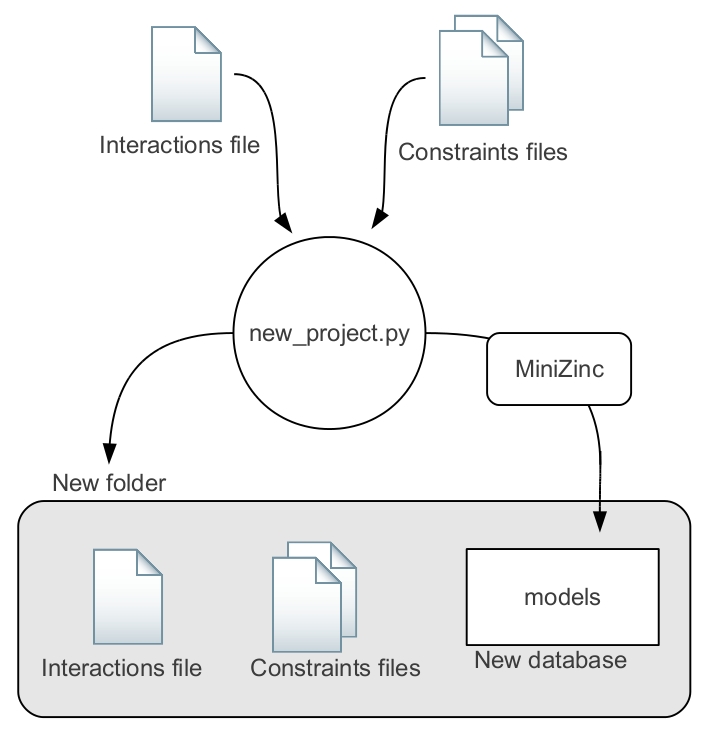 Interactions file
Constraints files
new_project.py
MiniZinc
New folder
models
New database
Interactions file
Constraints files